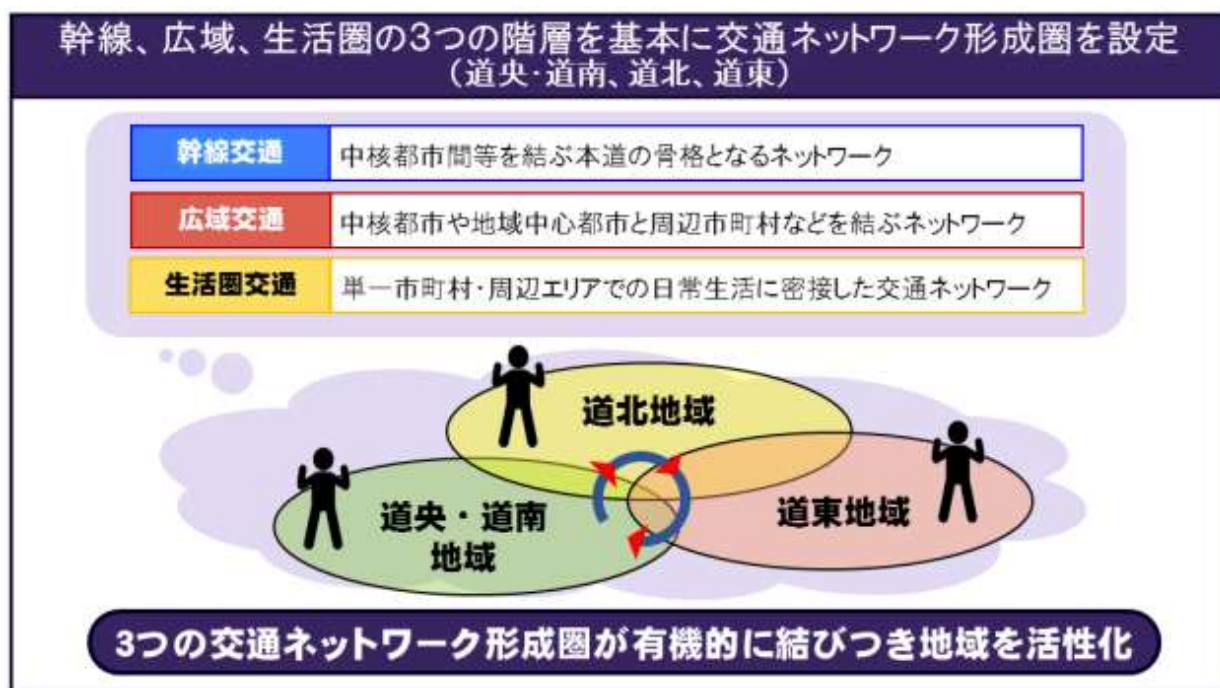 幹線、広域、生活圏の3つの階層を基本に交通ネットワーク形成圏を設定
（道央・道南、道北、道東）
幹線交通 中核都市間等を結ぶ本道の骨格となるネットワーク
広域交通 中核都市や地域中心都市と周辺市町村などを結ぶネットワーク
生活圏交通 単一市町村・周辺エリアでの日常生活に密接した交通ネットワーク
道北地域
道央・道南
地域
道東地域
3つの交通ネットワーク形成圏が有機的に結びつき地域を活性化